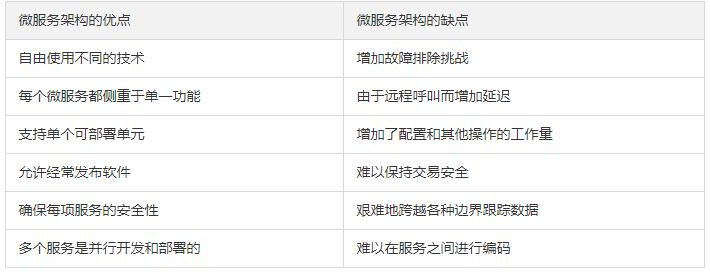 微服务架构的优点 微服务架构的缺点
自由使用不同的技术 增加故障排除挑战
每个微服务都侧重于单一功能 由于远程呼叫而增加延迟
支持单个可部署单元 增加了配置和其他操作的工作量
允许经常发布软件 难以保持交易安全
确保每项服务的安全性 艰难地跨越各种边界跟踪数据
多个服务是并行开发和部署的 难以在服务之间进行编码